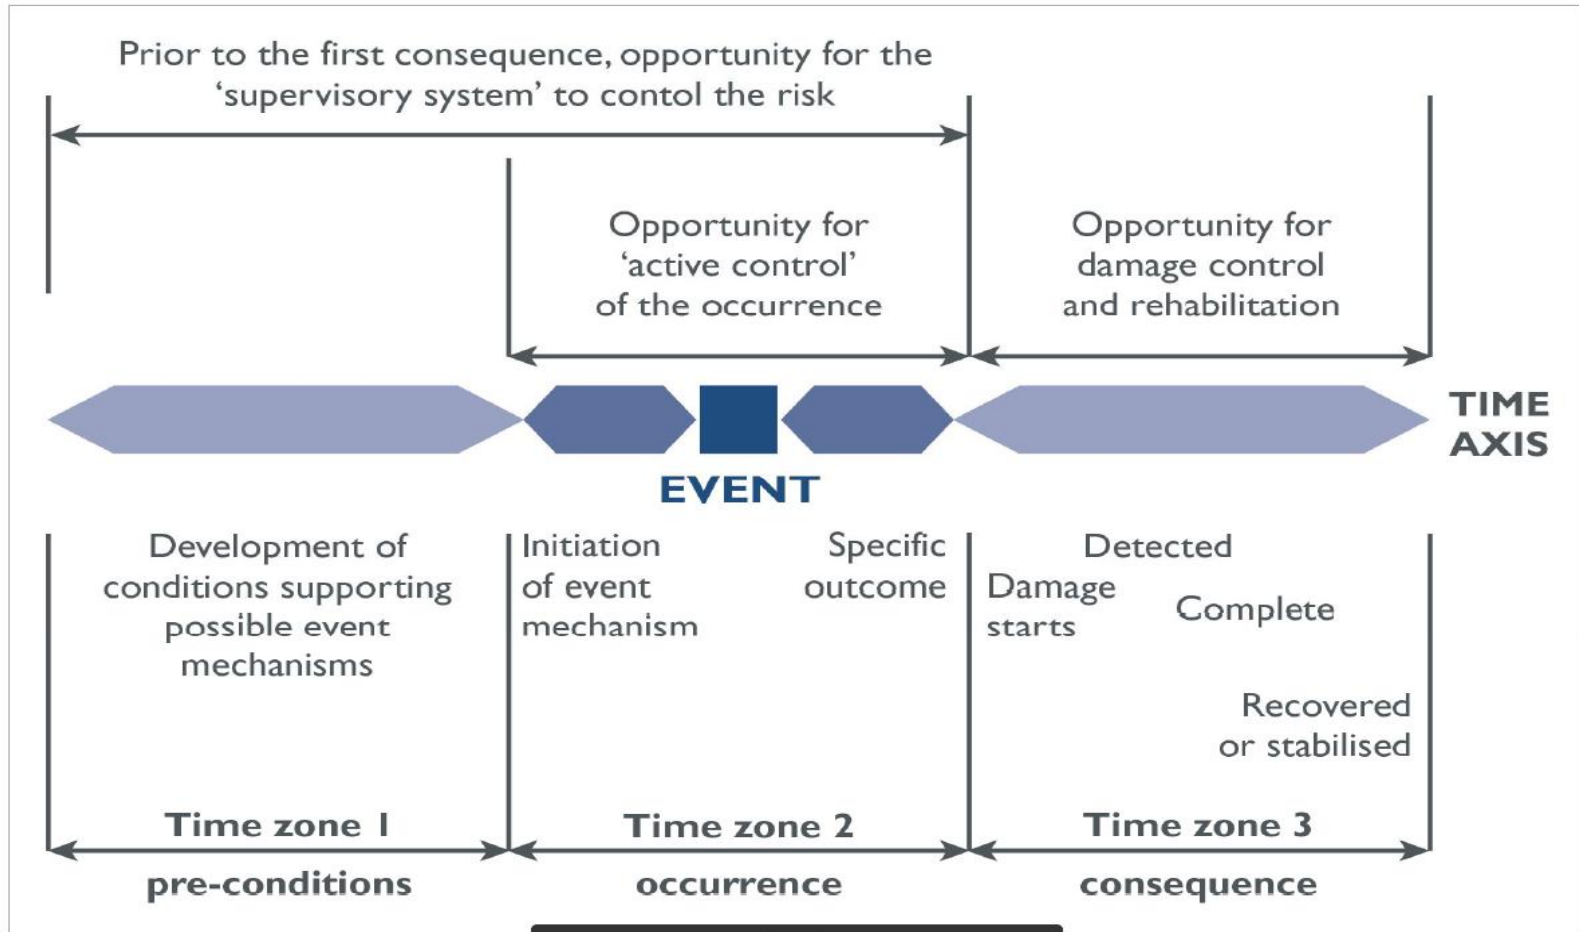 Prior to the first consequence, opportunity for the
‘supervisory system’ to contol the risk
Opportunity for
‘active control’
of the occurrence
Opportunity for
damage control
and rehabilitation
TIME
AXIS
EVENT
Development of
conditions supporting
possible event
mechanisms
Initiation
of event
mechanism
Specific
outcome
Detected
Damage
starts
Complete
Recovered
or stabilised
Time zone 1
pre-conditions
Time zone 2
occurrence
Time zone 3
consequence